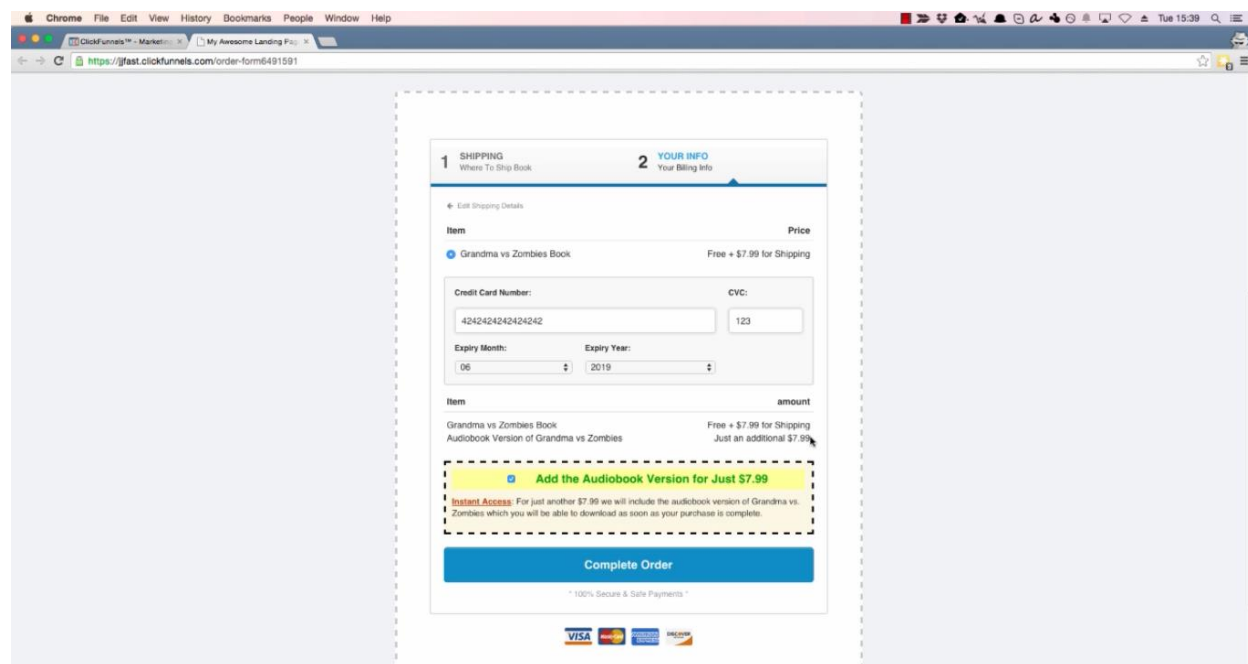 Chrome File Edit View History Bookmarks People Window Help
Tue 15:39
ClickFunnels™ - Marketing
My Awesome Landing Pag
https://jjfast.clickfunnels.com/order-form6491591
1 SHIPPING
Where To Ship Book
2 YOUR INFO
Your Billing Info
Edit Shipping Details
Item Price
Grandma vs Zombies Book Free + $7.99 for Shipping
Credit Card Number: CVC:
4242424242424242 123
Expiry Month: Expiry Year:
06 2019
Item amount
Grandma vs Zombies Book Free + $7.99 for Shipping
Audiobook Version of Grandma vs Zombies Just an additional $7.99
Add the Audiobook Version for Just $7.99
Instant Access: For just another $7.99 we will include the audiobook version of Grandma vs.
Zombies which you will be able to download as soon as your purchase is complete.
Complete Order
* 100% Secure & Safe Payments *
VISA MasterCard DISCOVER